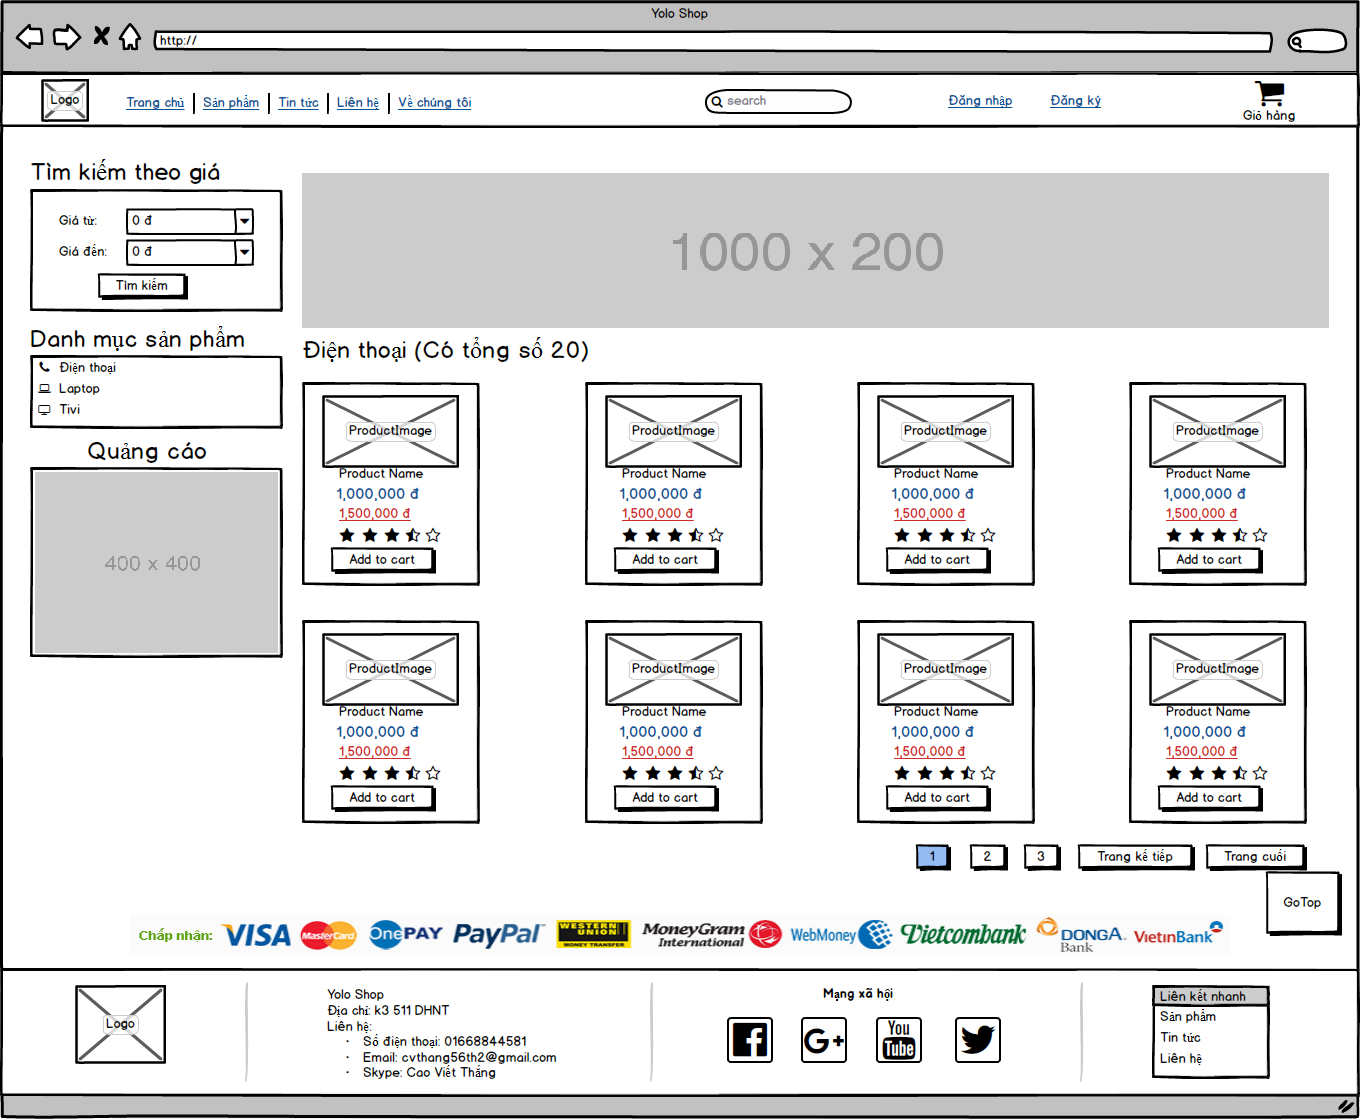 Yolo Shop
http://
Logo
Trang chủ
Sản phẩm
Tin tức
Liên hệ
Về chúng tôi
search
Đăng nhập
Đăng ký
Giỏ hàng
Tìm kiếm theo giá
Giá từ:
0 đ
Giá đến:
0 đ
Tìm kiếm
Danh mục sản phẩm
Điện thoại
Laptop
Tivi
Quảng cáo
400 x 400
1000 x 200
Điện thoại (Có tổng số 20)
ProductImage
Product Name
1,000,000 đ
1,500,000 đ
Add to cart
ProductImage
Product Name
1,000,000 đ
1,500,000 đ
Add to cart
ProductImage
Product Name
1,000,000 đ
1,500,000 đ
Add to cart
ProductImage
Product Name
1,000,000 đ
1,500,000 đ
Add to cart
ProductImage
Product Name
1,000,000 đ
1,500,000 đ
Add to cart
ProductImage
Product Name
1,000,000 đ
1,500,000 đ
Add to cart
ProductImage
Product Name
1,000,000 đ
1,500,000 đ
Add to cart
ProductImage
Product Name
1,000,000 đ
1,500,000 đ
Add to cart
1
2
3
Trang kế tiếp
Trang cuối
GoTop
Chấp nhận:
VISA
MasterCard
OnePAY
PayPal
WESTERN UNION
MONEY TRANSFER
MoneyGram
International
WebMoney
Vietcombank
DONGA
Bank
VIETINBANK
Logo
Yolo Shop
Địa chỉ: k3 511 DHNT
Liên hệ:
· Số điện thoại: 01668844581
· Email: cvthang56th2@gmail.com
· Skype: Cao Viết Thắng
Mạng xã hội
G+
You
Tube
Liên kết nhanh
Sản phẩm
Tin tức
Liên hệ